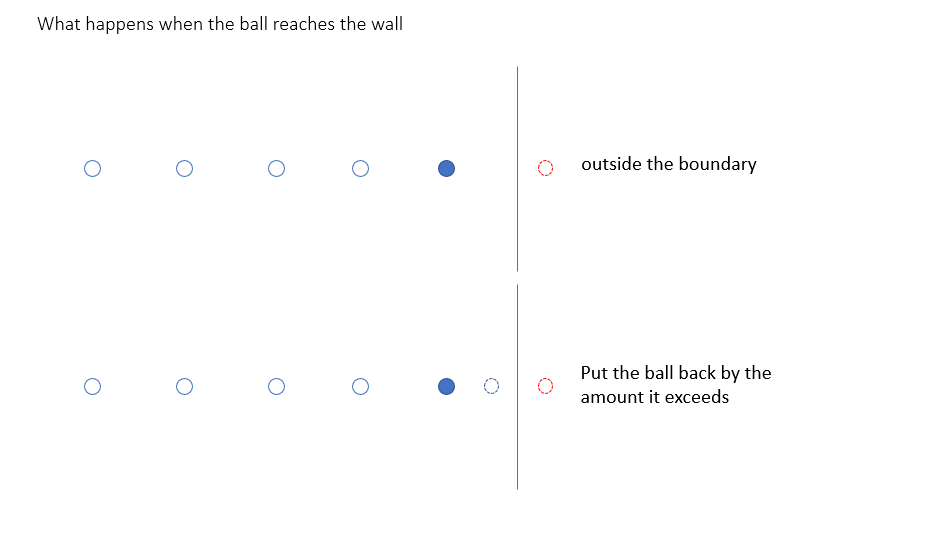 What happens when the ball reaches the wall
outside the boundary
Put the ball back by the
amount it exceeds